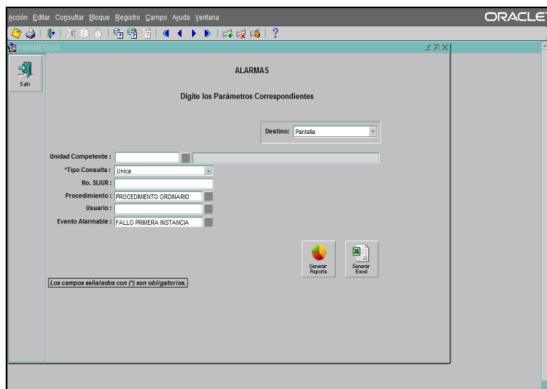 Acción Editar Consultar Bloque Registro Campo Ayuda Ventana
ORACLE
PARAMETROS
Salir
ALARMAS
Digite los Parámetros Correspondientes
Destino: Pantalla
Unidad Competente :
*Tipo Consulta : Unica
No. SIJUR :
Procedimiento : PROCEDIMIENTO ORDINARIO
Usuario :
Evento Alarmable : FALLO PRIMERA INSTANCIA
Generar Reporte
Generar Excel
Los campos señalados con (*) son obligatorios.